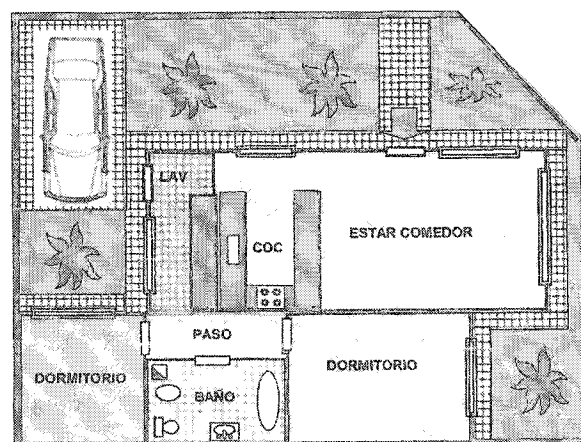 LAV
COC
ESTAR COMEDOR
PASO
DORMITORIO
DORMITORIO
BAÑO